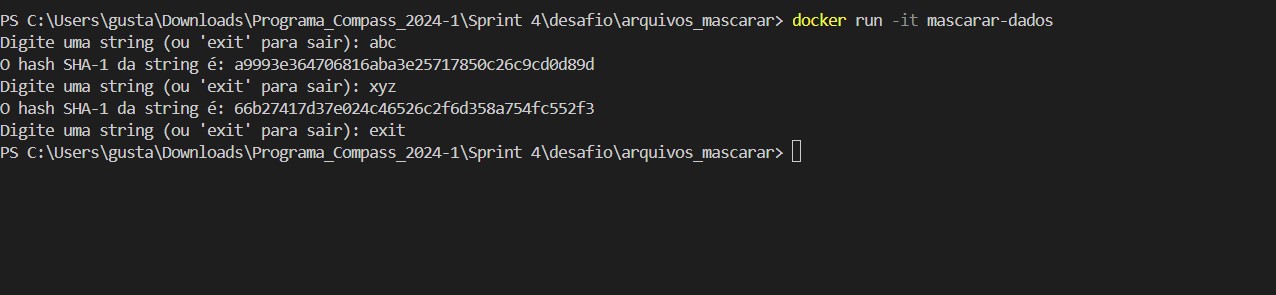 PS C:\Users\gusta\Downloads\Programa_Compass_2024-1\Sprint 4\desafio\arquivos_mascarar> docker run -it mascarar-dados
Digite uma string (ou 'exit' para sair): abc
O hash SHA-1 da string é: a9993e364706816aba3e25717850c26c9cd0d89d
Digite uma string (ou 'exit' para sair): xyz
O hash SHA-1 da string é: 66b27417d37e024c46526c2f6d358a754fc552f3
Digite uma string (ou 'exit' para sair): exit
PS C:\Users\gusta\Downloads\Programa_Compass_2024-1\Sprint 4\desafio\arquivos_mascarar>